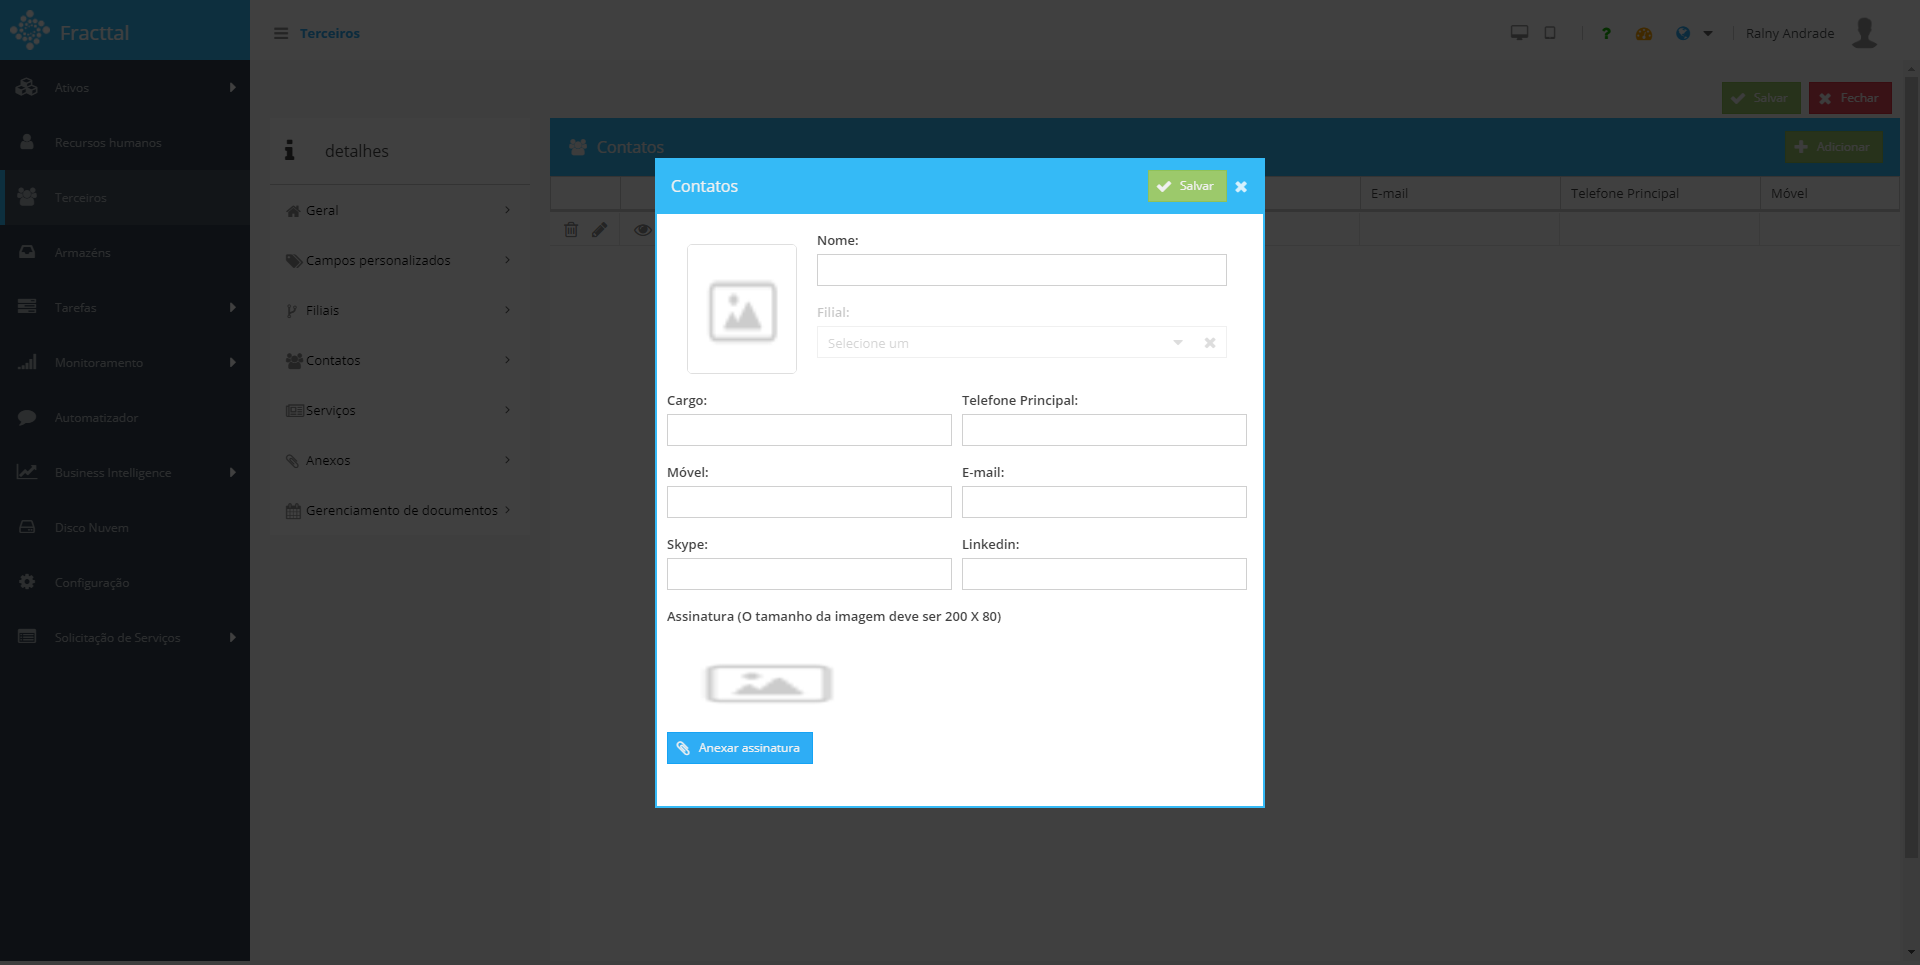 Fracttal
Terceiros
?
Rainy Andrade
Ativos
Recursos humanos
Terceiros
Armazéns
Tarefas
Monitoramento
Automatizador
Business Intelligence
Disco Nuvem
Configuração
Solicitação de Serviços
Salvar
Fechar
detalhes
Geral
Campos personalizados
Filiais
Contatos
Serviços
Anexos
Gerenciamento de documentos
Contatos
Adicionar
E-mail
Telefone Principal
Móvel
Contatos
Salvar
Nome:
Filial:
Selecione um
Cargo:
Telefone Principal:
Móvel:
E-mail:
Skype:
Linkedin:
Assinatura (O tamanho da imagem deve ser 200 X 80)
Anexar assinatura